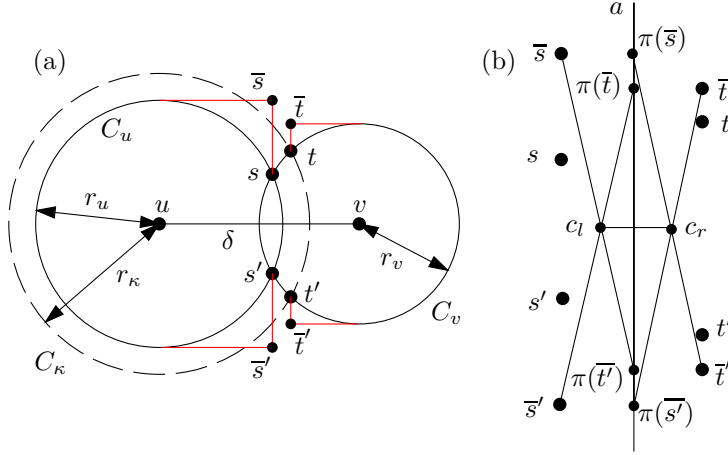 (a)
C_u
s̅
t̅
t
s
r_u
u
v
δ
r_κ
s′
t′
r_v
C_v
C_κ
s̅′
t̅′
(b)
a
π(s̅)
s̅
π(t̅)
t̅
t
s
c_l
c_r
s′
t′
π(t̅′)
t̅′
s̅′
π(s̅′)